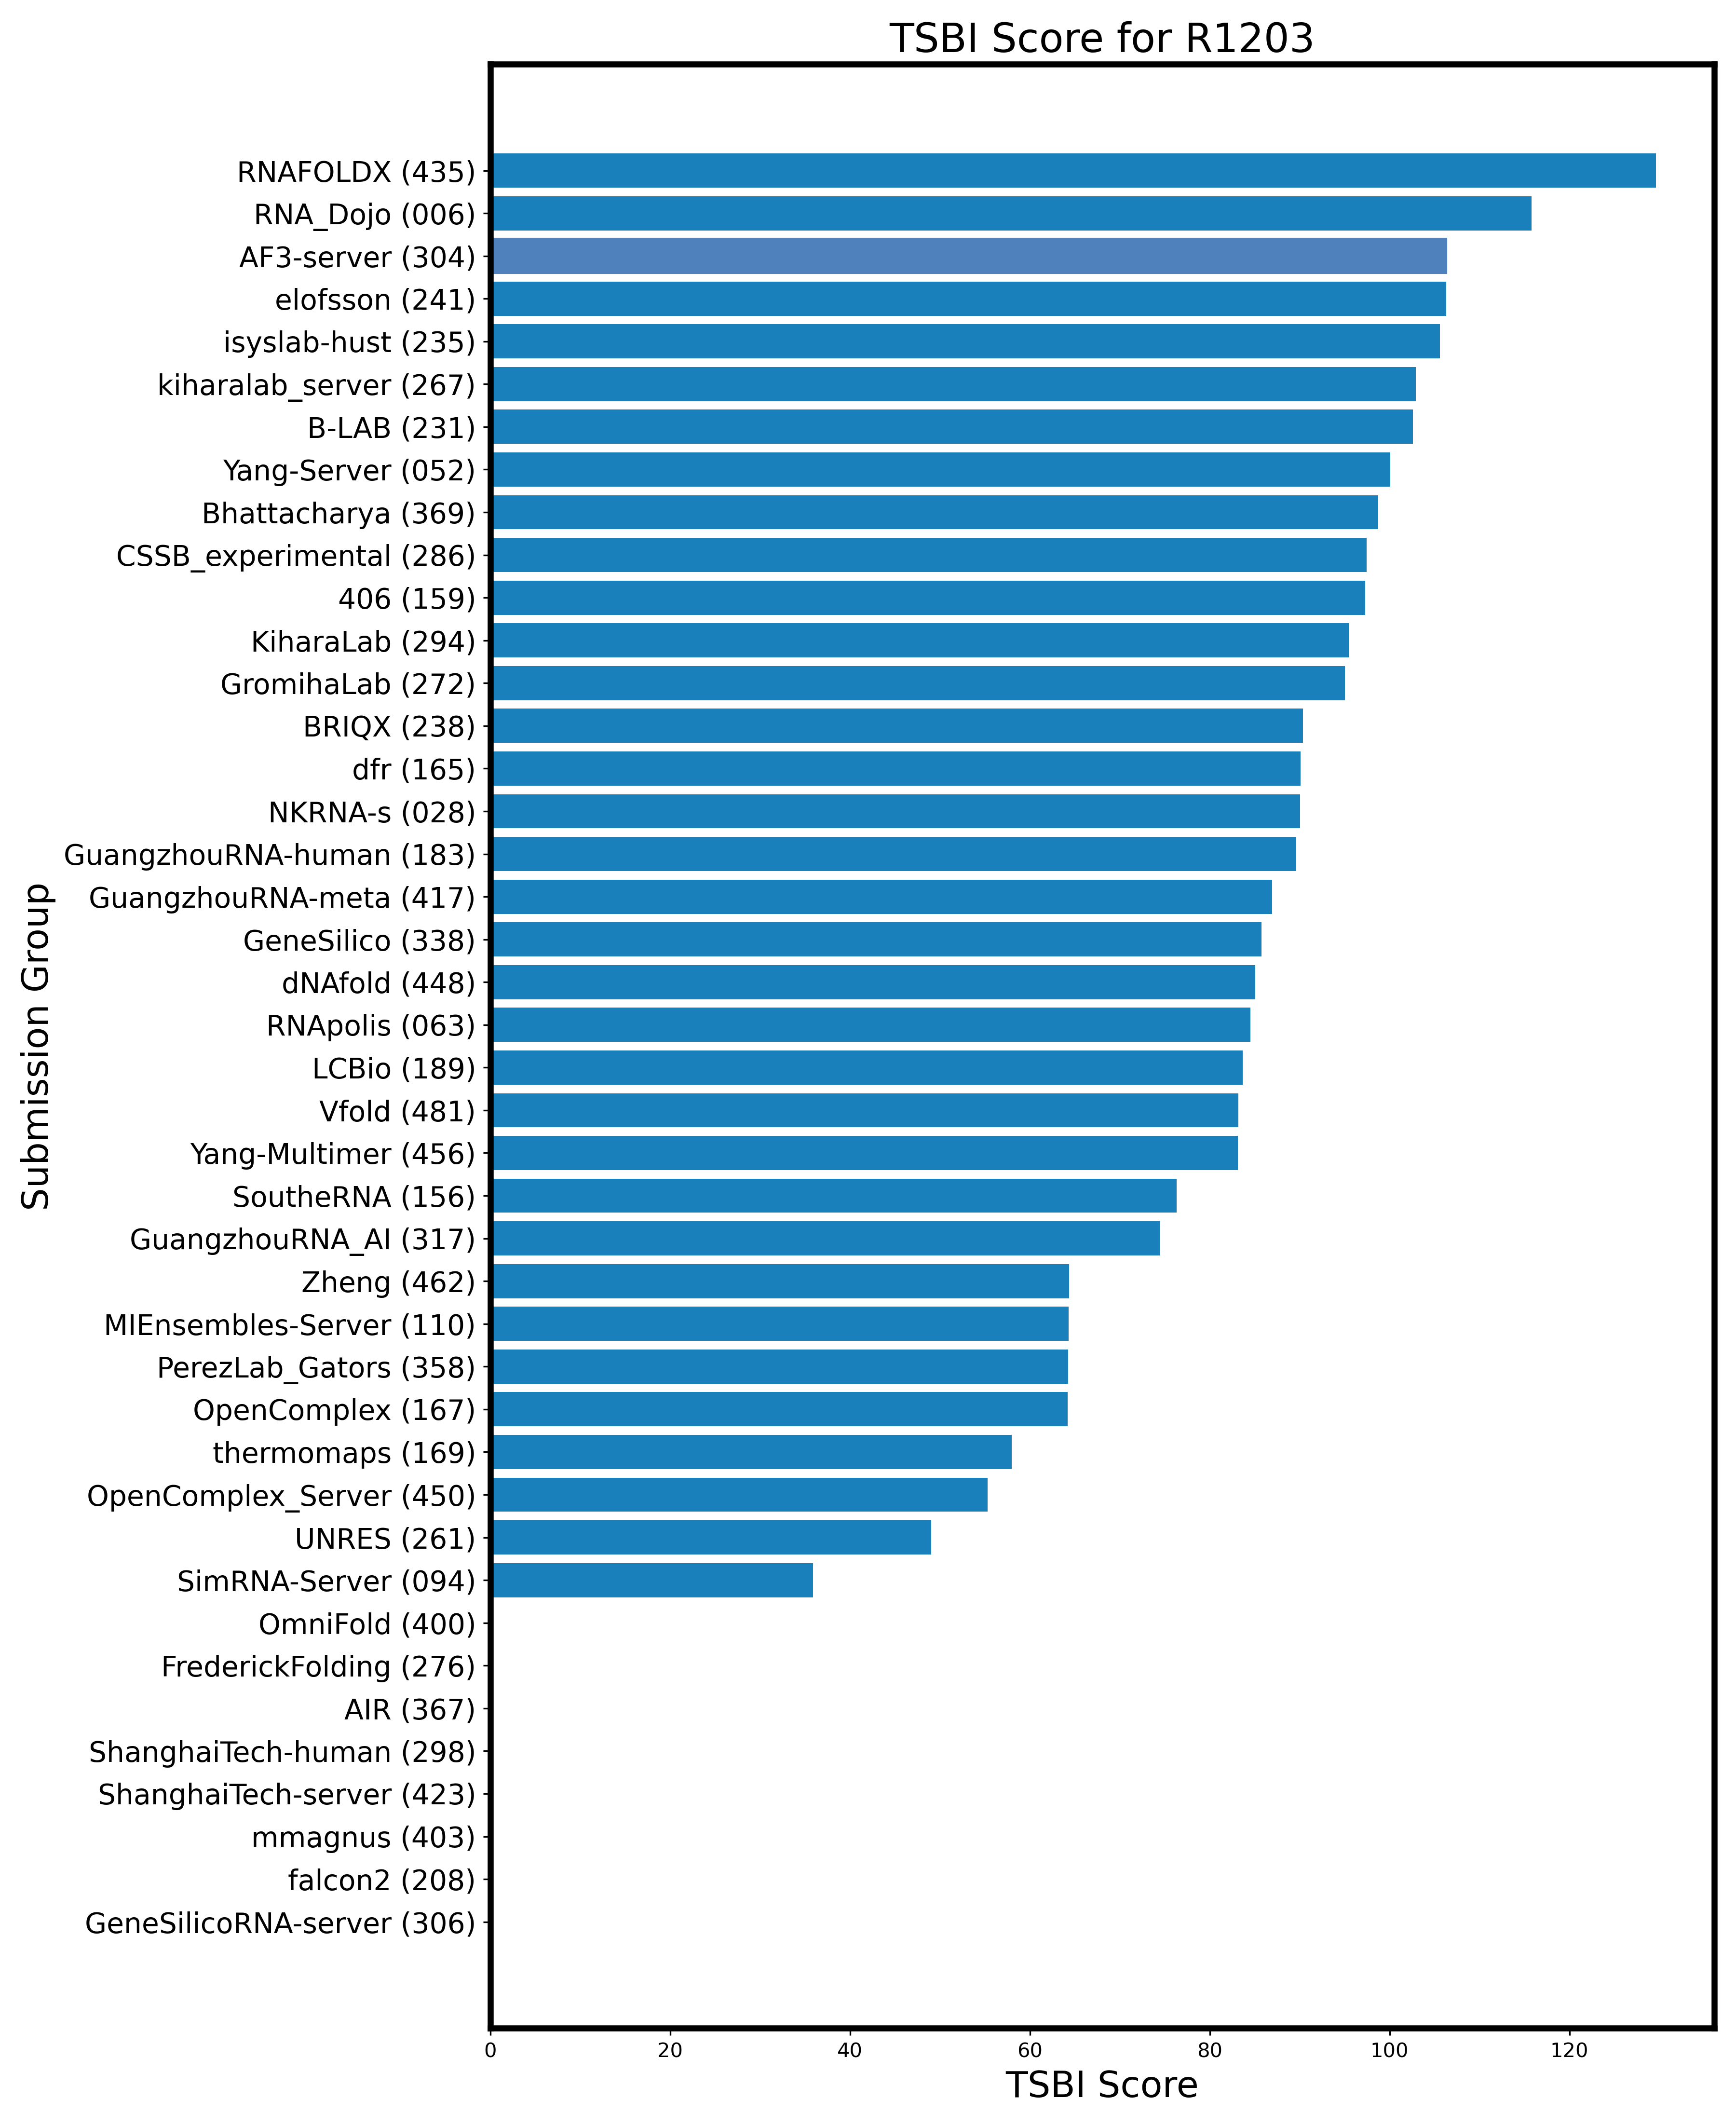 TSBI Score for R1203
RNAFOLDX (435)
RNA_Dojo (006)
AF3-server (304)
elofsson (241)
isyslab-hust (235)
kiharalab_server (267)
B-LAB (231)
Yang-Server (052)
Bhattacharya (369)
CSSB_experimental (286)
406 (159)
KiharaLab (294)
GromihaLab (272)
BRIQX (238)
dfr (165)
NKRNA-s (028)
GuangzhouRNA-human (183)
GuangzhouRNA-meta (417)
GeneSilico (338)
dNAfold (448)
RNApolis (063)
LCBio (189)
Vfold (481)
Yang-Multimer (456)
SoutheRNA (156)
GuangzhouRNA_AI (317)
Zheng (462)
MIEnsembles-Server (110)
PerezLab_Gators (358)
OpenComplex (167)
thermomaps (169)
OpenComplex_Server (450)
UNRES (261)
SimRNA-Server (094)
OmniFold (400)
FrederickFolding (276)
AIR (367)
ShanghaiTech-human (298)
ShanghaiTech-server (423)
mmagnus (403)
falcon2 (208)
GeneSilicoRNA-server (306)
Submission Group
0 20 40 60 80 100 120
TSBI Score